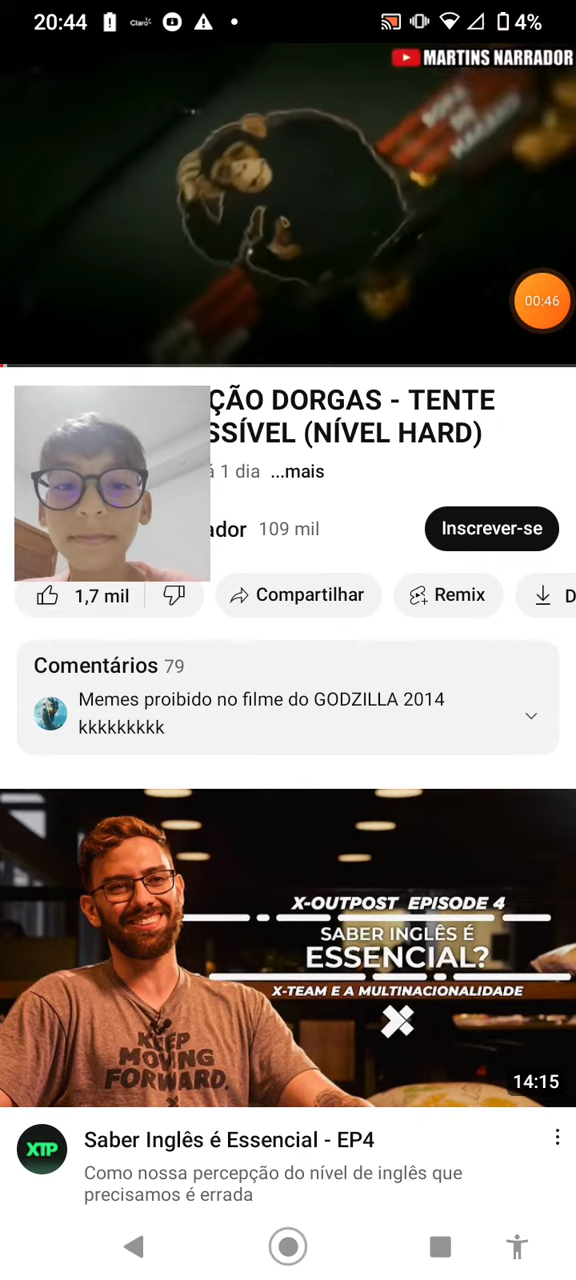 20:44 Claro 4%
MARTINS NARRADOR
00:46
ÇÃO DORGAS - TENTE
SSÍVEL (NÍVEL HARD)
á 1 dia ...mais
ador 109 mil Inscrever-se
1,7 mil Compartilhar Remix D
Comentários 79
Memes proibido no filme do GODZILLA 2014
kkkkkkkkk
X-OUTPOST EPISODE 4
SABER INGLÊS É
ESSENCIAL?
X-TEAM E A MULTINACIONALIDADE
KEEP
MOVING
FORWARD.
14:15
XTP
Saber Inglês é Essencial - EP4
Como nossa percepção do nível de inglês que
precisamos é errada